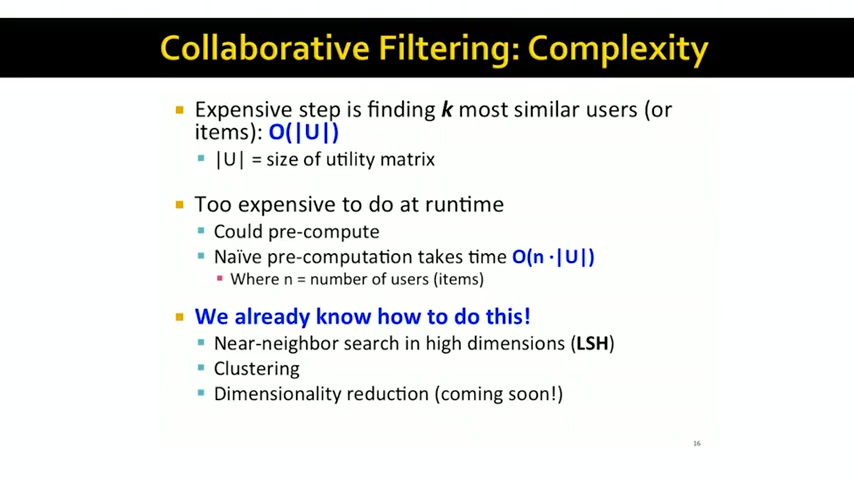 Collaborative Filtering: Complexity
Expensive step is finding k most similar users (or
items): O(|U|)
|U| = size of utility matrix
Too expensive to do at runtime
Could pre-compute
Naïve pre-computation takes time O(n ·|U|)
Where n = number of users (items)
We already know how to do this!
Near-neighbor search in high dimensions (LSH)
Clustering
Dimensionality reduction (coming soon!)
16